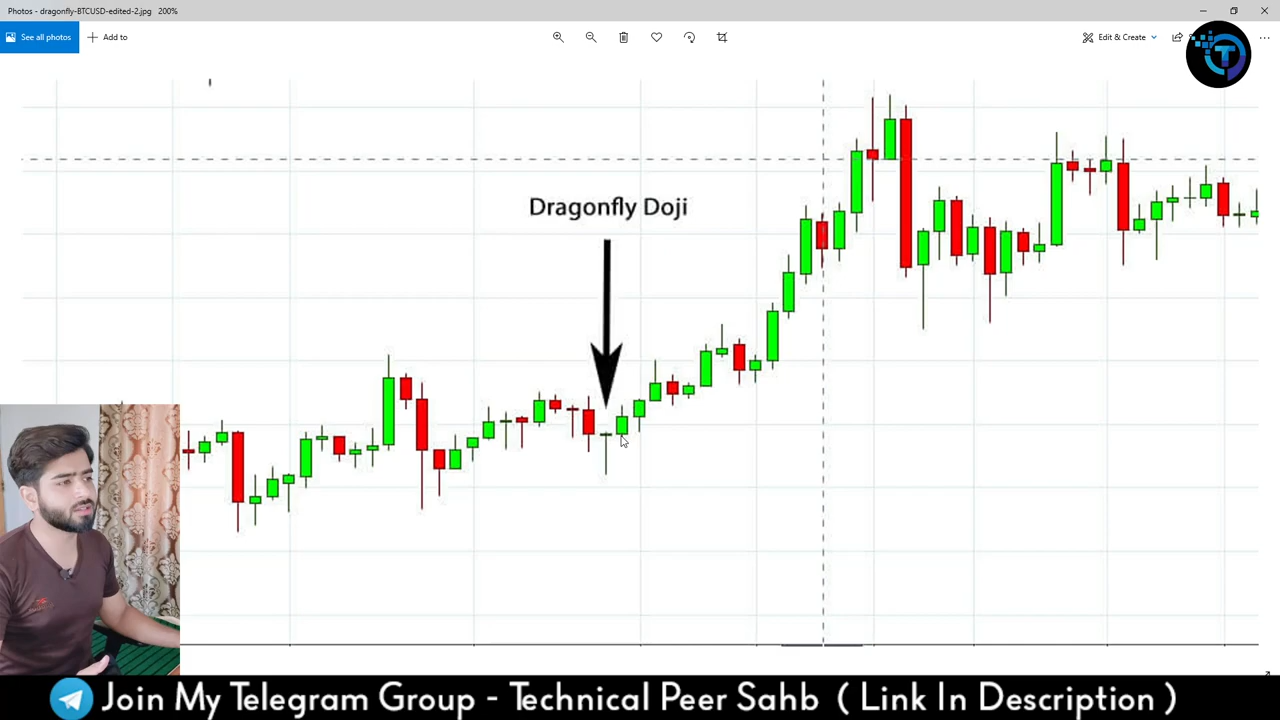 Photos - dragonfly-BTCUSD-edited-2.jpg 200%
See all photos
Add to
Edit & Create
T
Dragonfly Doji
Join My Telegram Group - Technical Peer Sahb ( Link In Description )